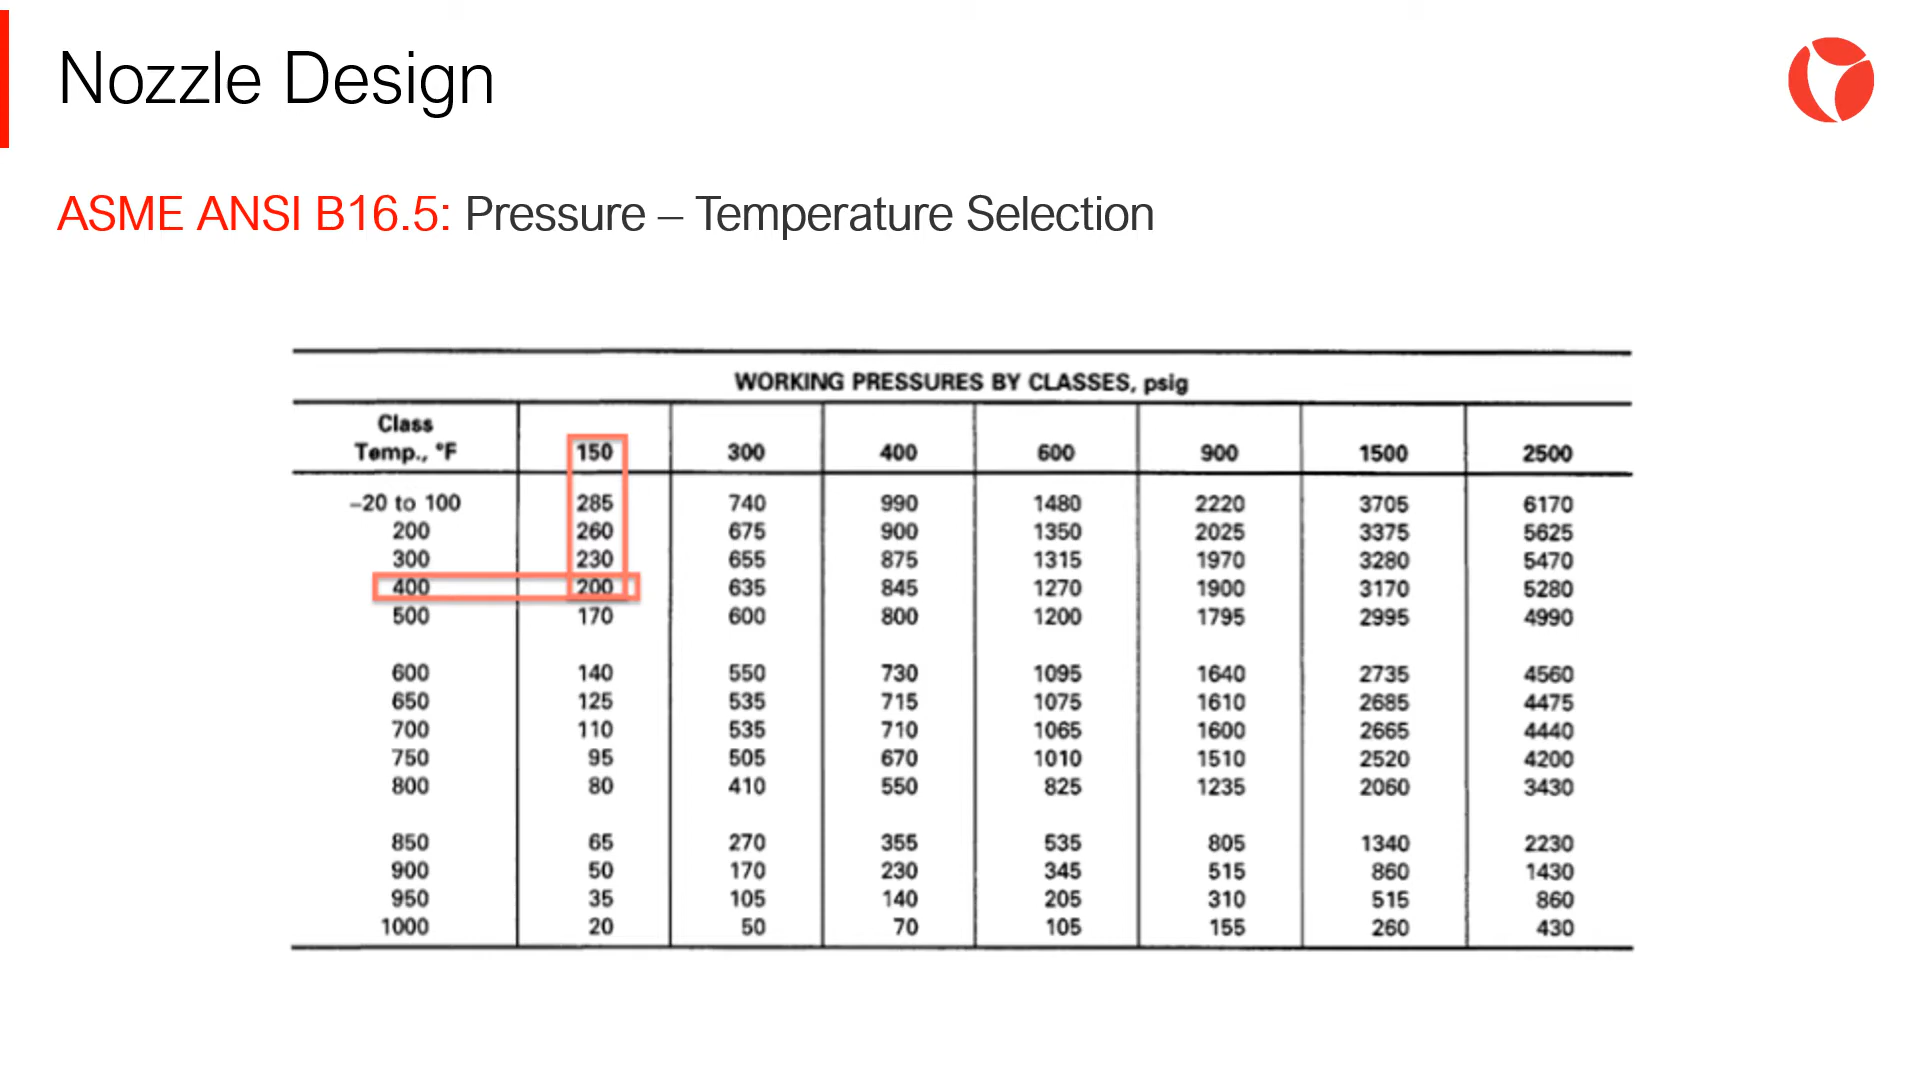 Nozzle Design
ASME ANSI B16.5: Pressure – Temperature Selection
WORKING PRESSURES BY CLASSES, psig
Class
Temp., °F 150 300 400 600 900 1500 2500
–20 to 100 285 740 990 1480 2220 3705 6170
200 260 675 900 1350 2025 3375 5625
300 230 655 875 1315 1970 3280 5470
400 200 635 845 1270 1900 3170 5280
500 170 600 800 1200 1795 2995 4990
600 140 550 730 1095 1640 2735 4560
650 125 535 715 1075 1610 2685 4475
700 110 535 710 1065 1600 2665 4440
750 95 505 670 1010 1510 2520 4200
800 80 410 550 825 1235 2060 3430
850 65 270 355 535 805 1340 2230
900 50 170 230 345 515 860 1430
950 35 105 140 205 310 515 860
1000 20 50 70 105 155 260 430